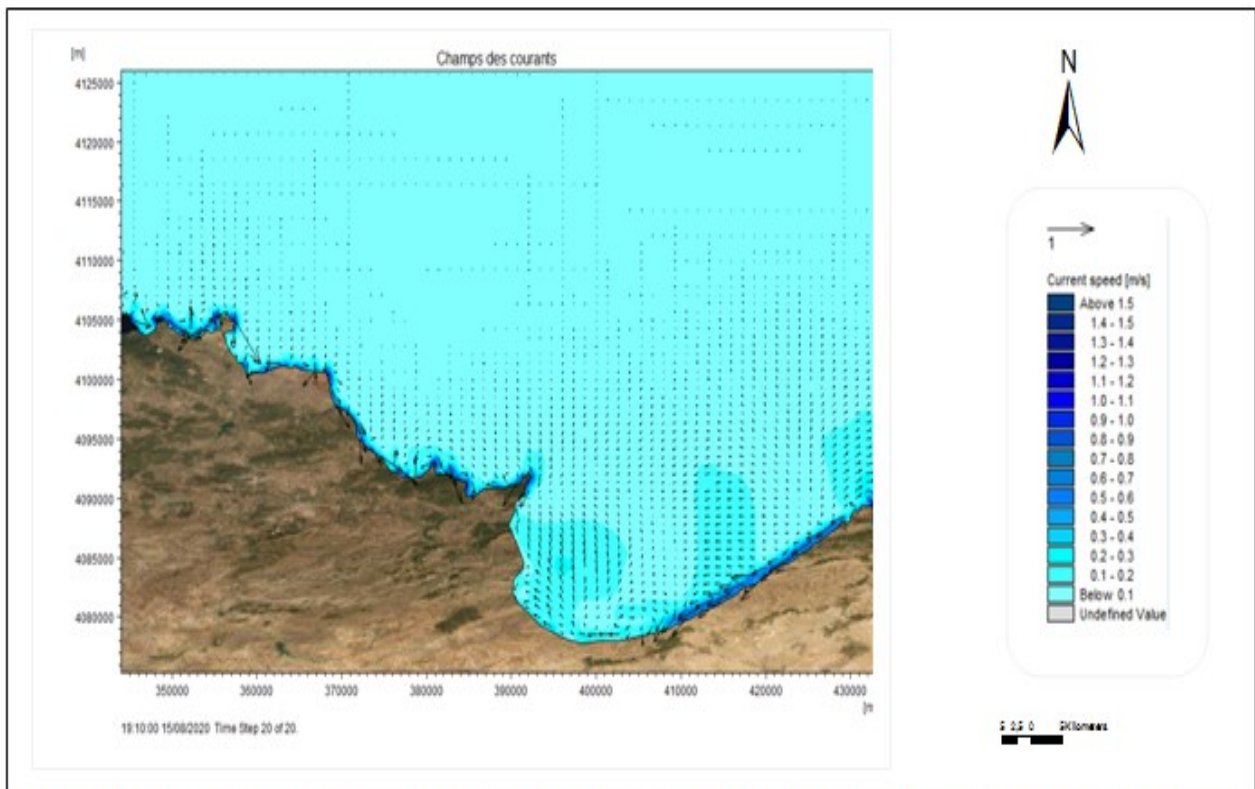 Champs des courants
[m]
4125000
4120000
4115000
4110000
4105000
4100000
4095000
4090000
4085000
4080000
350000
360000
370000
380000
390000
400000
410000
420000
430000
[m
19:10:00 15/08/2020 Time Step 20 of 20.
N
1
Current speed [m/s]
Above 1.5
1.4 - 1.5
1.3 - 1.4
1.2 - 1.3
1.1 - 1.2
1.0 - 1.1
0.9 - 1.0
0.8 - 0.9
0.7 - 0.8
0.6 - 0.7
0.5 - 0.6
0.4 - 0.5
0.3 - 0.4
0.2 - 0.3
0.1 - 0.2
Below 0.1
Undefined Value
5 2,5 0 5Kilometers